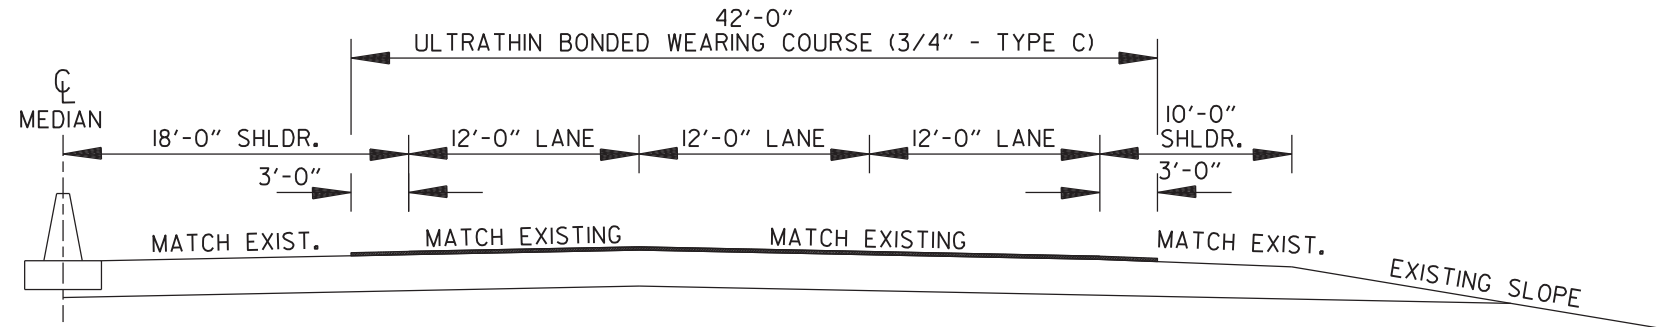 42'-0"
ULTRATHIN BONDED WEARING COURSE (3/4" - TYPE C)
CL
MEDIAN
18'-0" SHLDR.
12'-0" LANE
12'-0" LANE
12'-0" LANE
10'-0"
SHLDR.
3'-0"
3'-0"
MATCH EXIST.
MATCH EXISTING
MATCH EXISTING
MATCH EXIST.
EXISTING SLOPE